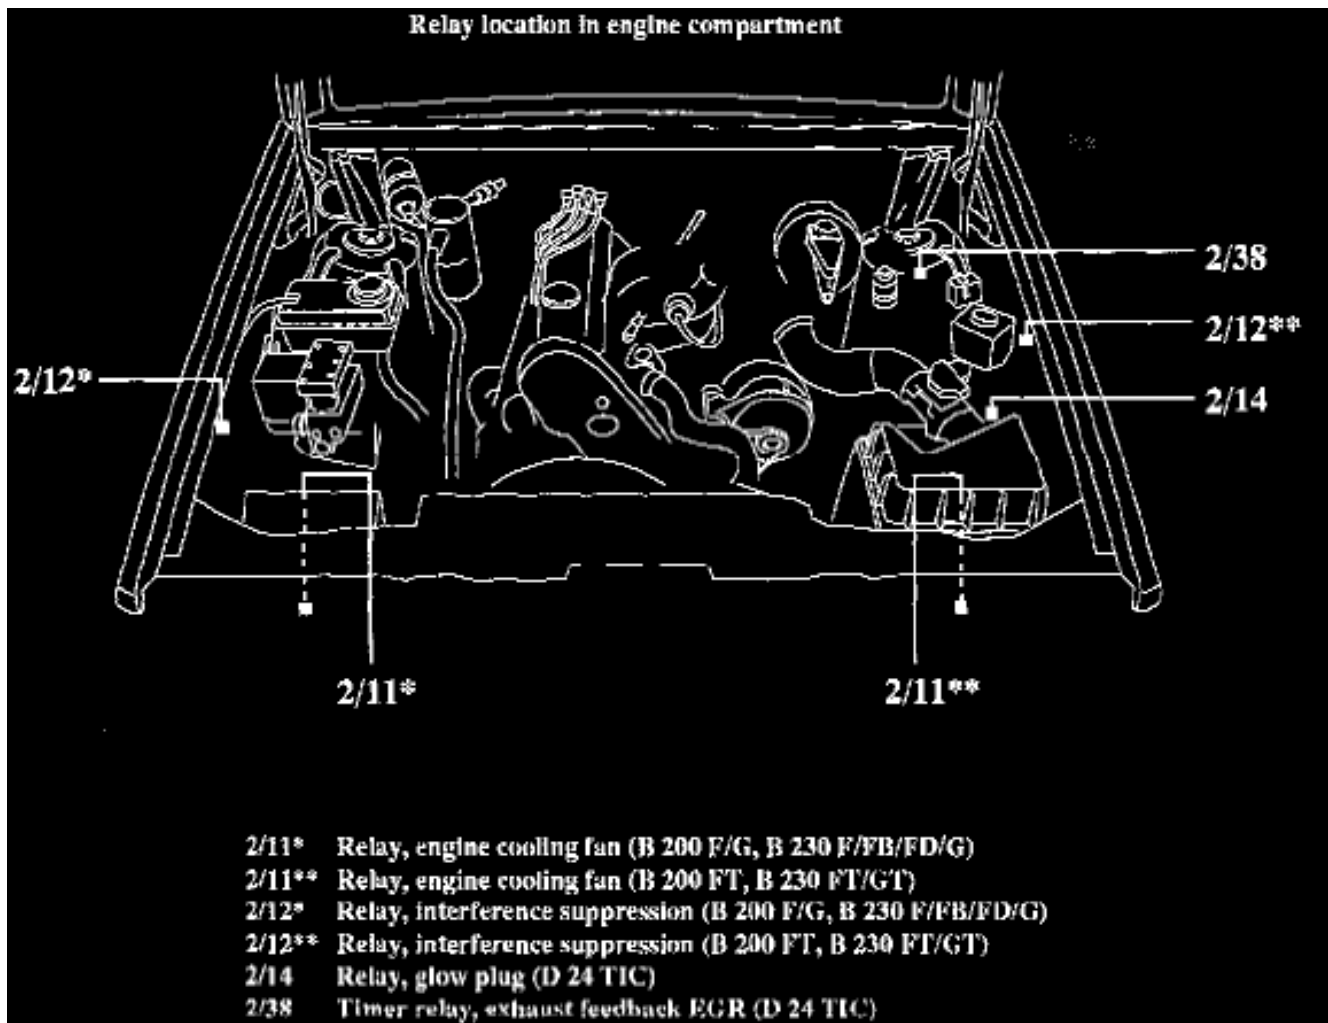 Relay location in engine compartment
2/38
2/12**
2/12*
2/14
2/11*
2/11**
2/11* Relay, engine cooling fan (B 200 F/G, B 230 F/FB/FD/G)
2/11** Relay, engine cooling fan (B 200 FT, B 230 FT/GT)
2/12* Relay, interference suppression (B 200 F/G, B 230 F/FB/FD/G)
2/12** Relay, interference suppression (B 200 FT, B 230 FT/GT)
2/14 Relay, glow plug (D 24 TIC)
2/38 Timer relay, exhaust feedback EGR (D 24 TIC)